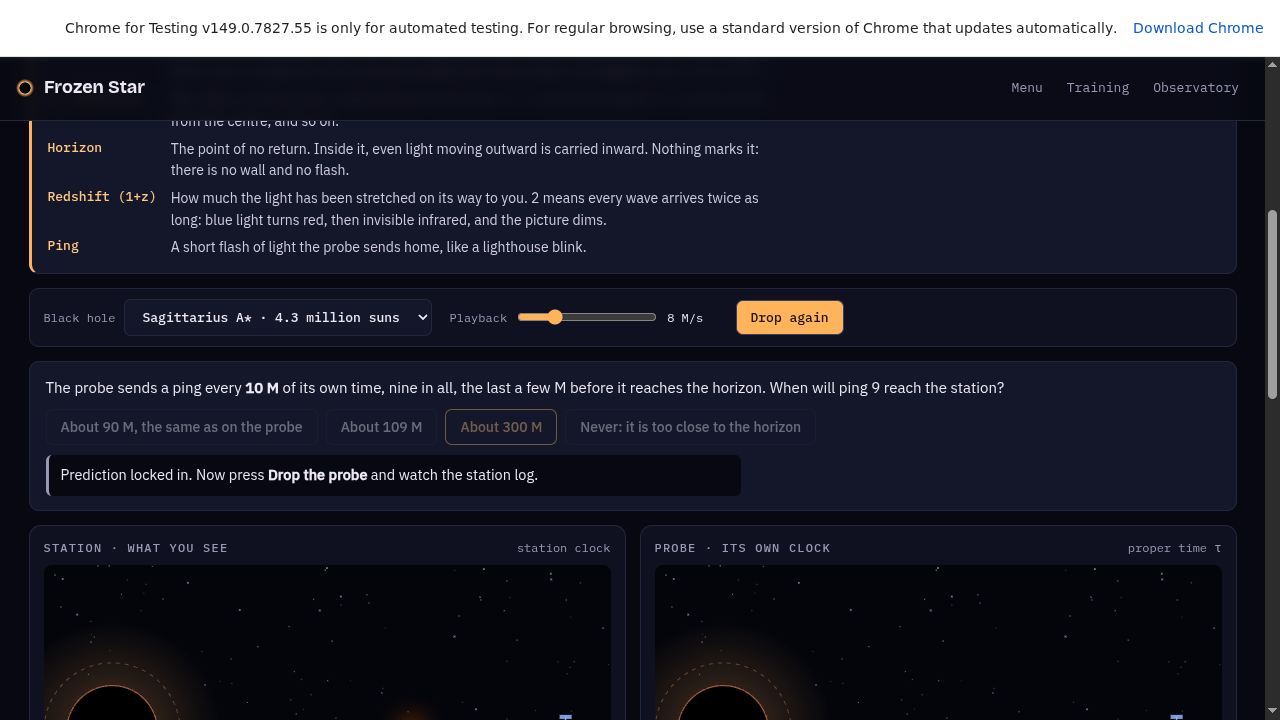 Chrome for Testing v149.0.7827.55 is only for automated testing. For regular browsing, use a standard version of Chrome that updates automatically. Download Chrome
Frozen Star
Menu Training Observatory
from the centre, and so on.
Horizon The point of no return. Inside it, even light moving outward is carried inward. Nothing marks it:
there is no wall and no flash.
Redshift (1+z) How much the light has been stretched on its way to you. 2 means every wave arrives twice as
long: blue light turns red, then invisible infrared, and the picture dims.
Ping A short flash of light the probe sends home, like a lighthouse blink.
Black hole Sagittarius A★ · 4.3 million suns Playback 8 M/s Drop again
The probe sends a ping every 10 M of its own time, nine in all, the last a few M before it reaches the horizon. When will ping 9 reach the station?
About 90 M, the same as on the probe About 109 M About 300 M Never: it is too close to the horizon
Prediction locked in. Now press Drop the probe and watch the station log.
STATION · WHAT YOU SEE station clock
PROBE · ITS OWN CLOCK proper time τ